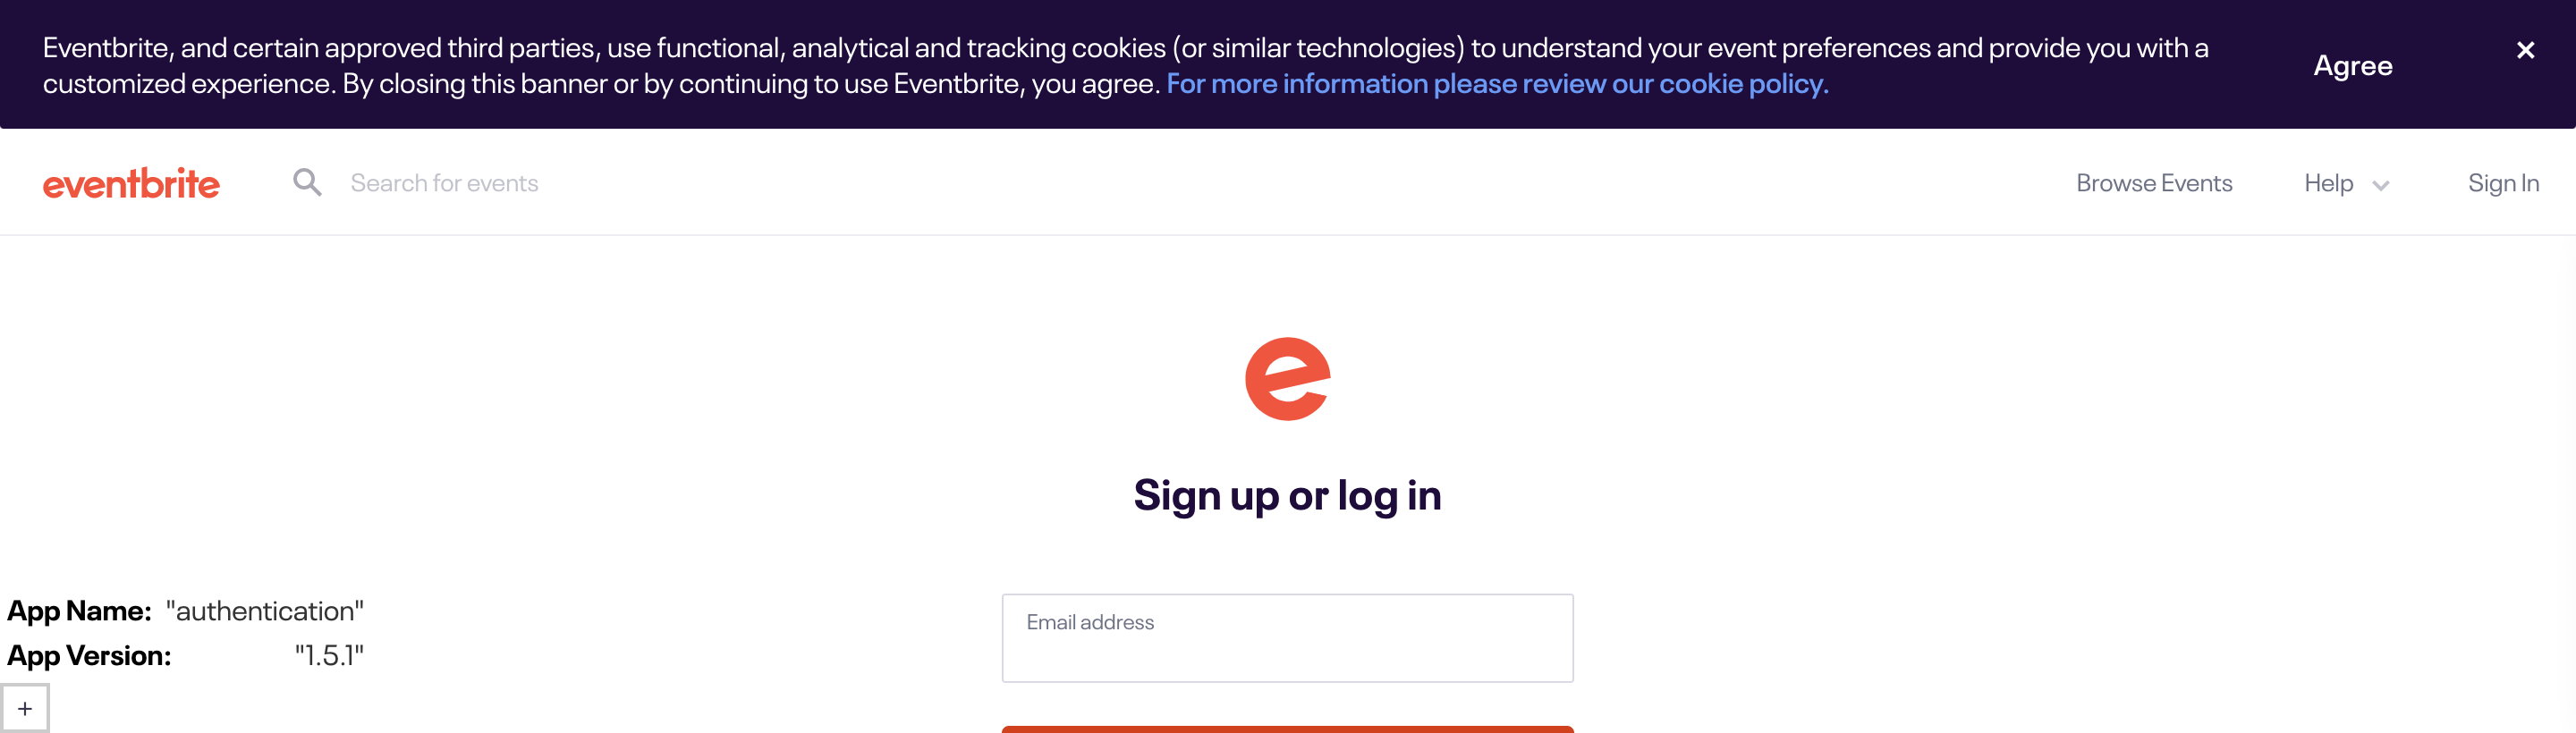 Eventbrite, and certain approved third parties, use functional, analytical and tracking cookies (or similar technologies) to understand your event preferences and provide you with a
customized experience. By closing this banner or by continuing to use Eventbrite, you agree. For more information please review our cookie policy.
Agree
eventbrite
Search for events
Browse Events
Help
Sign In
e
Sign up or log in
App Name: "authentication"
App Version: "1.5.1"
+
Email address